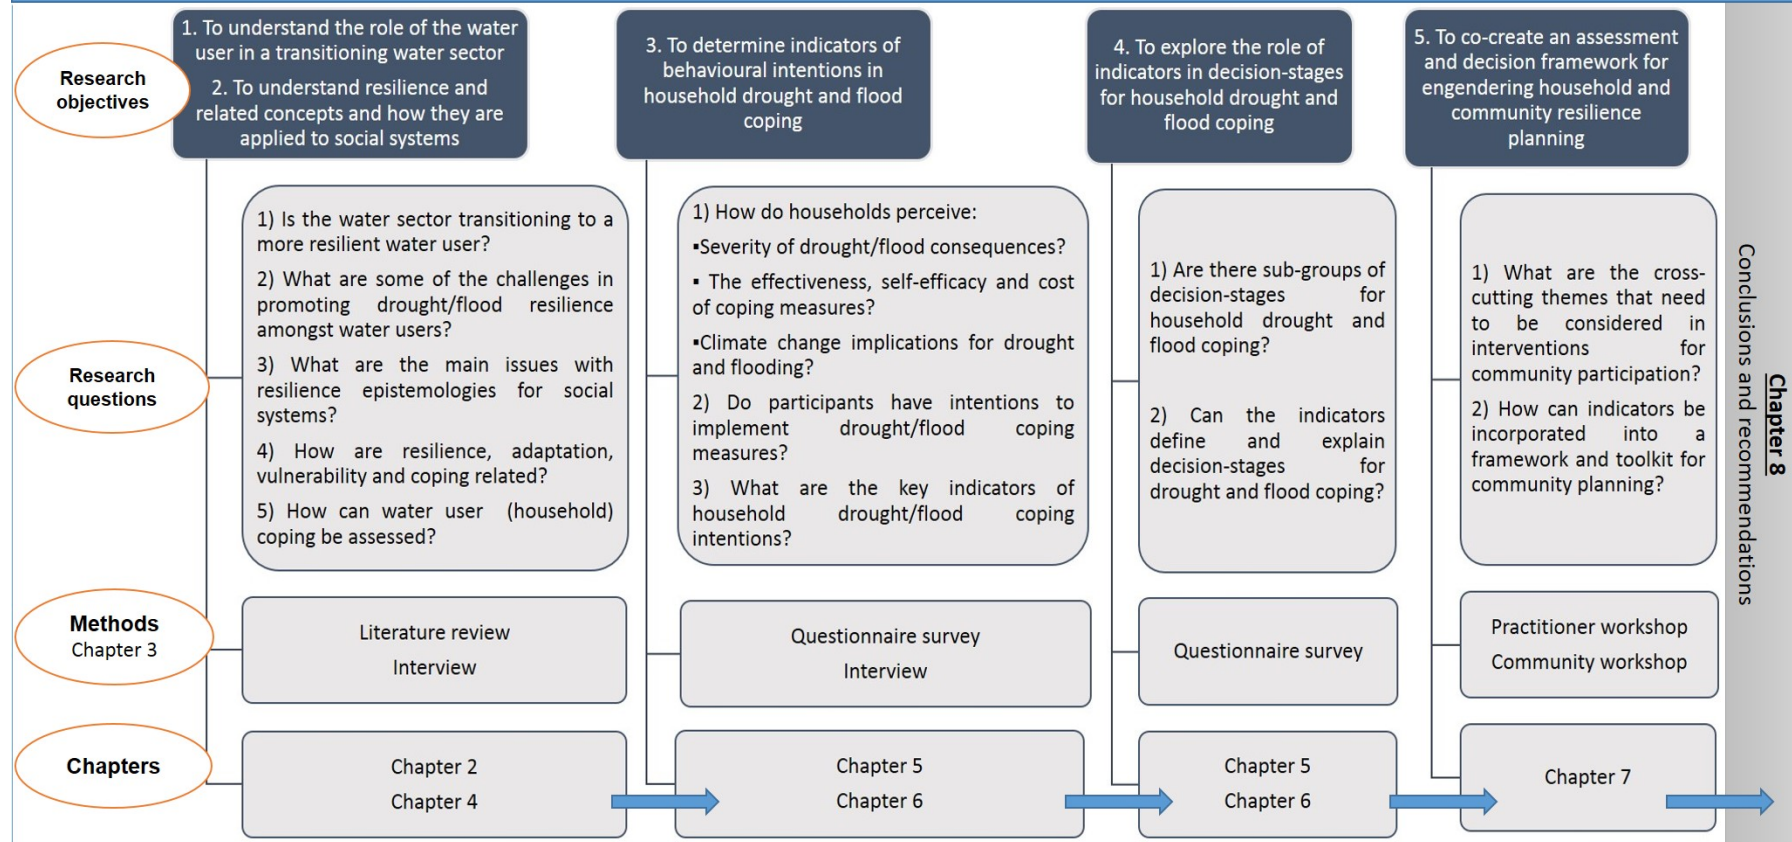 Research
objectives
1. To understand the role of the water
user in a transitioning water sector
2. To understand resilience and
related concepts and how they are
applied to social systems
3. To determine indicators of
behavioural intentions in
household drought and flood
coping
4. To explore the role of
indicators in decision-stages
for household drought and
flood coping
5. To co-create an assessment
and decision framework for
engendering household and
community resilience
planning
Research
questions
1) Is the water sector transitioning to a
more resilient water user?
2) What are some of the challenges in
promoting drought/flood resilience
amongst water users?
3) What are the main issues with
resilience epistemologies for social
systems?
4) How are resilience, adaptation,
vulnerability and coping related?
5) How can water user (household)
coping be assessed?
1) How do households perceive:
▪Severity of drought/flood consequences?
▪ The effectiveness, self-efficacy and cost
of coping measures?
▪Climate change implications for drought
and flooding?
2) Do participants have intentions to
implement drought/flood coping
measures?
3) What are the key indicators of
household drought/flood coping
intentions?
1) Are there sub-groups of
decision-stages for
household drought and
flood coping?
2) Can the indicators
define and explain
decision-stages for
drought and flood coping?
1) What are the cross-
cutting themes that need
to be considered in
interventions for
community participation?
2) How can indicators be
incorporated into a
framework and toolkit for
community planning?
Methods
Chapter 3
Literature review
Interview
Questionnaire survey
Interview
Questionnaire survey
Practitioner workshop
Community workshop
Chapters
Chapter 2
Chapter 4
Chapter 5
Chapter 6
Chapter 5
Chapter 6
Chapter 7
Chapter 8
Conclusions and recommendations